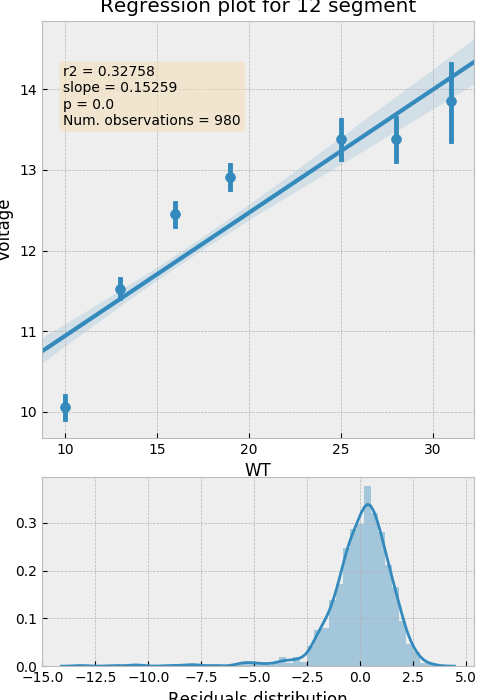 Regression plot for 12 segment
r2 = 0.32758
slope = 0.15259
p = 0.0
Num. observations = 980
Voltage
14
13
12
11
10
10 15 20 25 30
WT
0.3
0.2
0.1
0.0
−15.0 −12.5 −10.0 −7.5 −5.0 −2.5 0.0 2.5 5.0
Residuals distribution